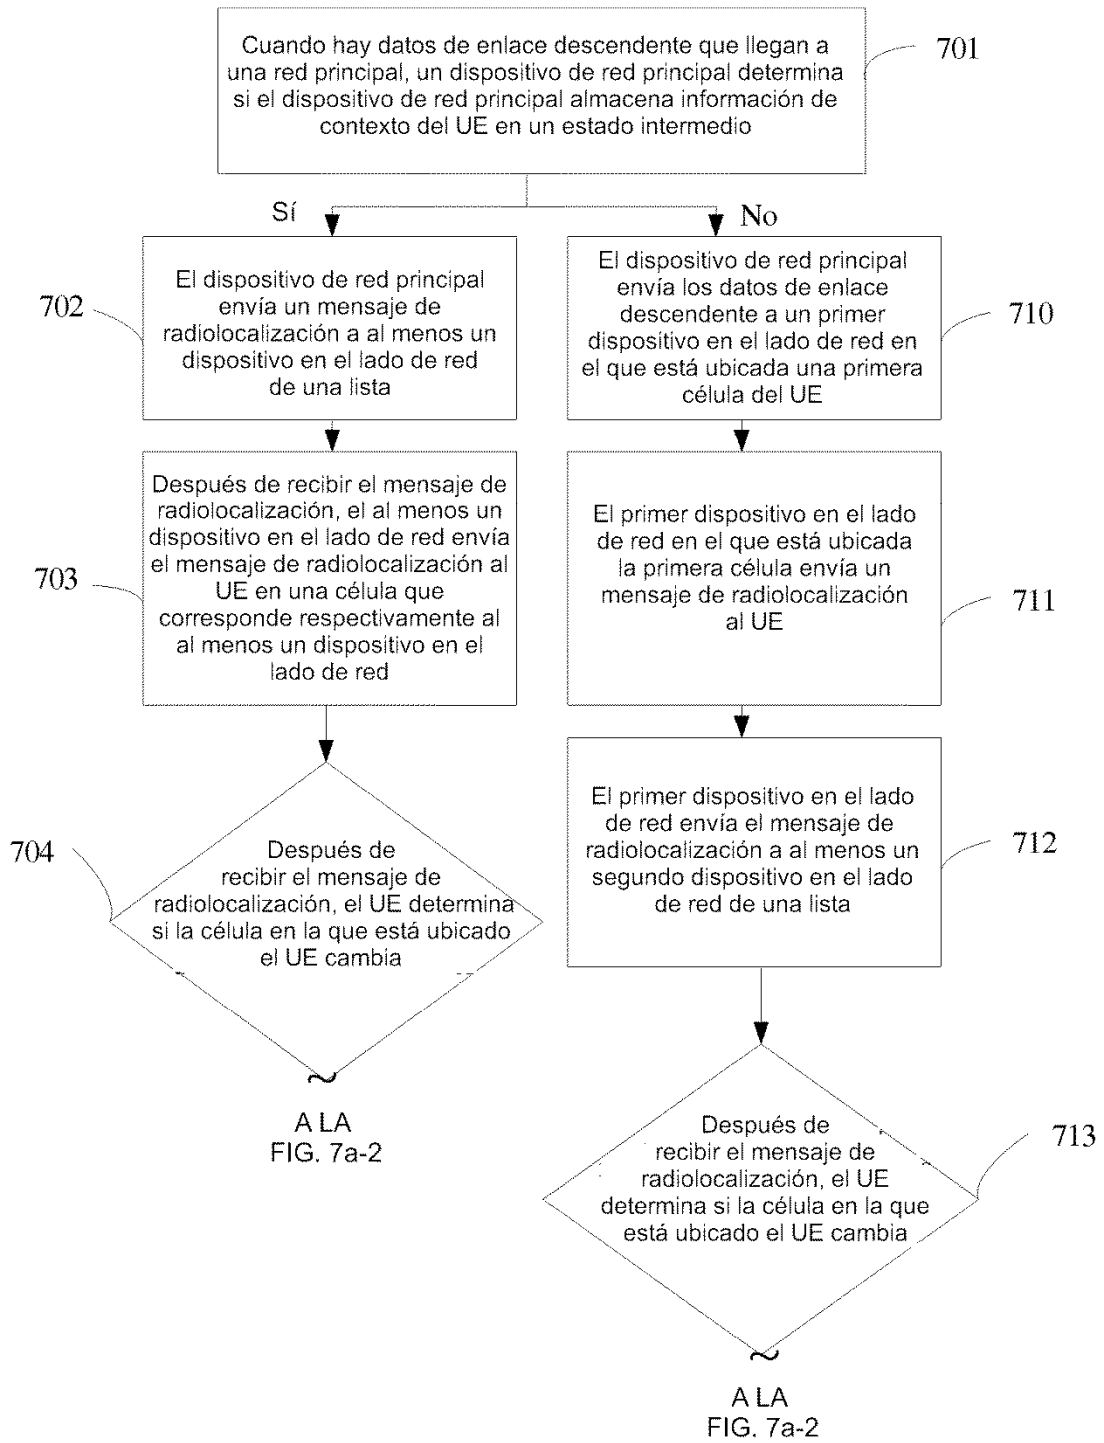 Cuando hay datos de enlace descendente que llegan a
una red principal, un dispositivo de red principal determina
si el dispositivo de red principal almacena información de
contexto del UE en un estado intermedio
701
Sí
No
El dispositivo de red principal
envía un mensaje de
radiolocalización a al menos un
dispositivo en el lado de red
de una lista
702
El dispositivo de red principal
envía los datos de enlace
descendente a un primer
dispositivo en el lado de red en
el que está ubicada una primera
célula del UE
710
Después de recibir el mensaje de
radiolocalización, el al menos un
dispositivo en el lado de red envía
el mensaje de radiolocalización al
UE en una célula que
corresponde respectivamente al
al menos un dispositivo en el
lado de red
703
El primer dispositivo en el lado
de red en el que está ubicada
la primera célula envía un
mensaje de radiolocalización
al UE
711
El primer dispositivo en el lado
de red envía el mensaje de
radiolocalización a al menos un
segundo dispositivo en el lado
de red de una lista
712
704
Después de
recibir el mensaje de
radiolocalización, el UE determina
si la célula en la que está ubicado
el UE cambia
~
A LA
FIG. 7a-2
Después de
recibir el mensaje de
radiolocalización, el UE
determina si la célula en la que
está ubicado el UE cambia
713
~
A LA
FIG. 7a-2